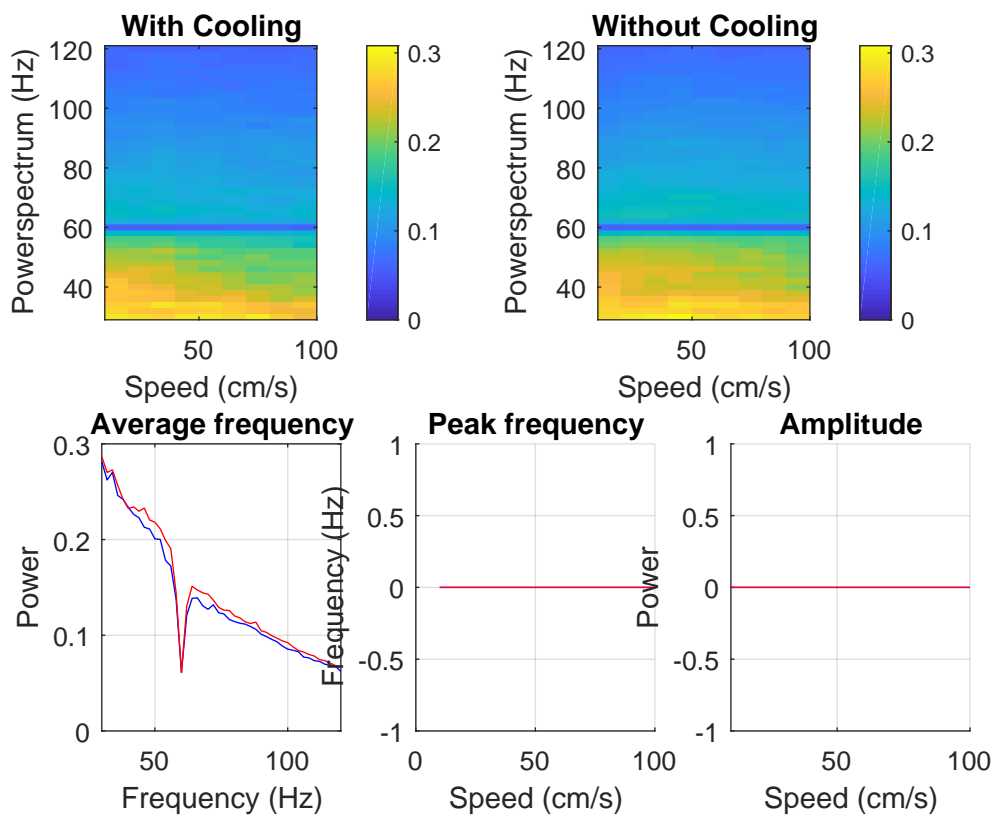 With Cooling
Powerspectrum (Hz)
120
100
80
60
40
50
100
Speed (cm/s)
0.3
0.2
0.1
0
Without Cooling
Powerspectrum (Hz)
120
100
80
60
40
50
100
Speed (cm/s)
0.3
0.2
0.1
0
Average frequency
Power
0.3
0.2
0.1
0
50
100
Frequency (Hz)
Peak frequency
Frequency (Hz)
1
0.5
0
-0.5
-1
0
50
100
Speed (cm/s)
Amplitude
Power
1
0.5
0
-0.5
-1
50
100
Speed (cm/s)